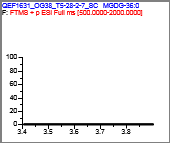 QEF1631_OG38_T5-28-2-7_SC MGDG-36:0
F: FTMS + p ESI Full ms [500.0000-2000.0000]
100
80
60
40
20
0
3.4 3.5 3.6 3.7 3.8